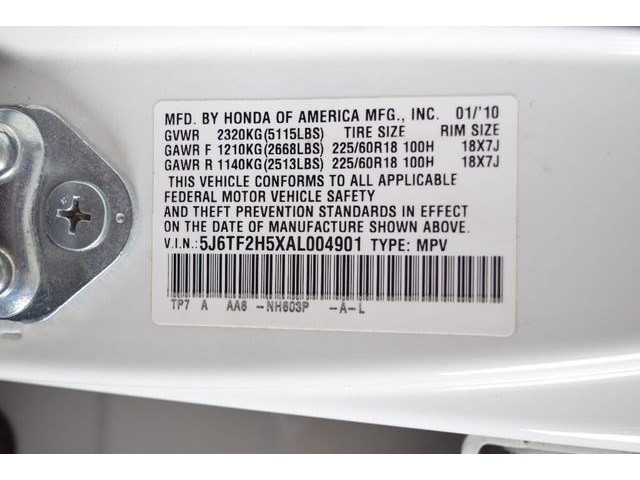 MFD. BY HONDA OF AMERICA MFG., INC. 01/'10
GVWR 2320KG(5115LBS) TIRE SIZE RIM SIZE
GAWR F 1210KG(2668LBS) 225/60R18 100H 18X7J
GAWR R 1140KG(2513LBS) 225/60R18 100H 18X7J
THIS VEHICLE CONFORMS TO ALL APPLICABLE
FEDERAL MOTOR VEHICLE SAFETY
AND THEFT PREVENTION STANDARDS IN EFFECT
ON THE DATE OF MANUFACTURE SHOWN ABOVE.
V.I.N.:5J6TF2H5XAL004901 TYPE: MPV
TP7 A AA6 -NH603P -A-L